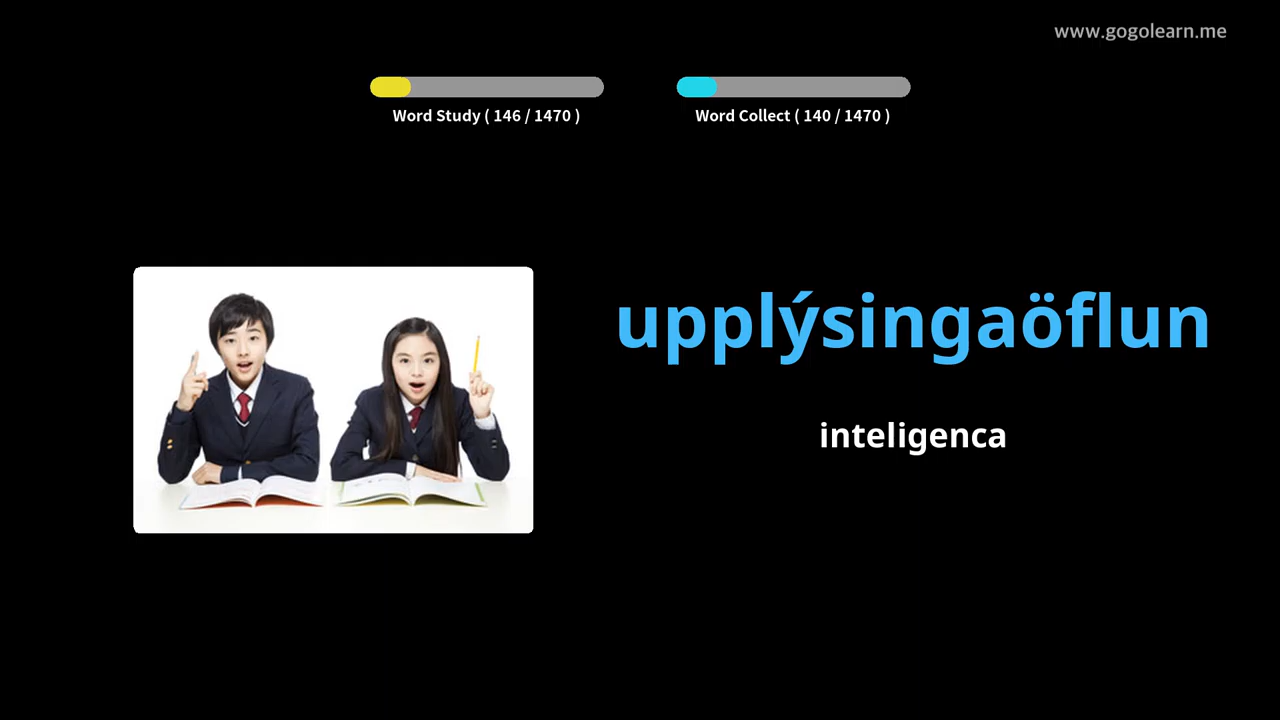 www.gogolearn.me
Word Study ( 146 / 1470 )
Word Collect ( 140 / 1470 )
upplýsingaöflun
inteligenca